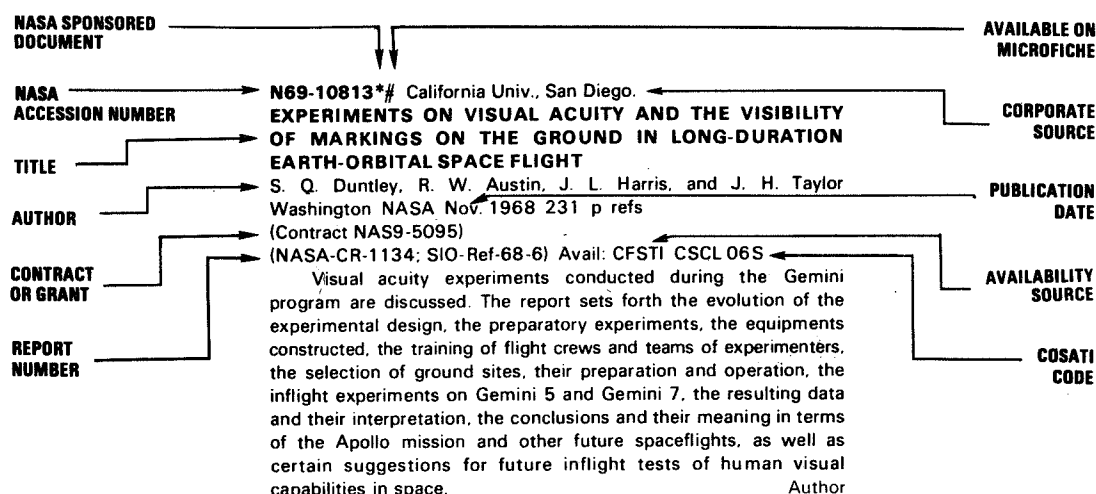 NASA SPONSORED
DOCUMENT
AVAILABLE ON
MICROFICHE
NASA
ACCESSION NUMBER
N69-10813*# California Univ., San Diego.
CORPORATE
SOURCE
EXPERIMENTS ON VISUAL ACUITY AND THE VISIBILITY
OF MARKINGS ON THE GROUND IN LONG-DURATION
EARTH-ORBITAL SPACE FLIGHT
TITLE
S. Q. Duntley, R. W. Austin, J. L. Harris, and J. H. Taylor
Washington NASA Nov. 1968 231 p refs
AUTHOR
PUBLICATION
DATE
(Contract NAS9-5095)
(NASA-CR-1134; SIO-Ref-68-6) Avail: CFSTI CSCL 06S
CONTRACT
OR GRANT
AVAILABILITY
SOURCE
Visual acuity experiments conducted during the Gemini
program are discussed. The report sets forth the evolution of the
experimental design, the preparatory experiments, the equipments
constructed, the training of flight crews and teams of experimenters,
the selection of ground sites, their preparation and operation, the
inflight experiments on Gemini 5 and Gemini 7, the resulting data
and their interpretation, the conclusions and their meaning in terms
of the Apollo mission and other future spaceflights, as well as
certain suggestions for future inflight tests of human visual
capabilities in space. Author
REPORT
NUMBER
COSATI
CODE